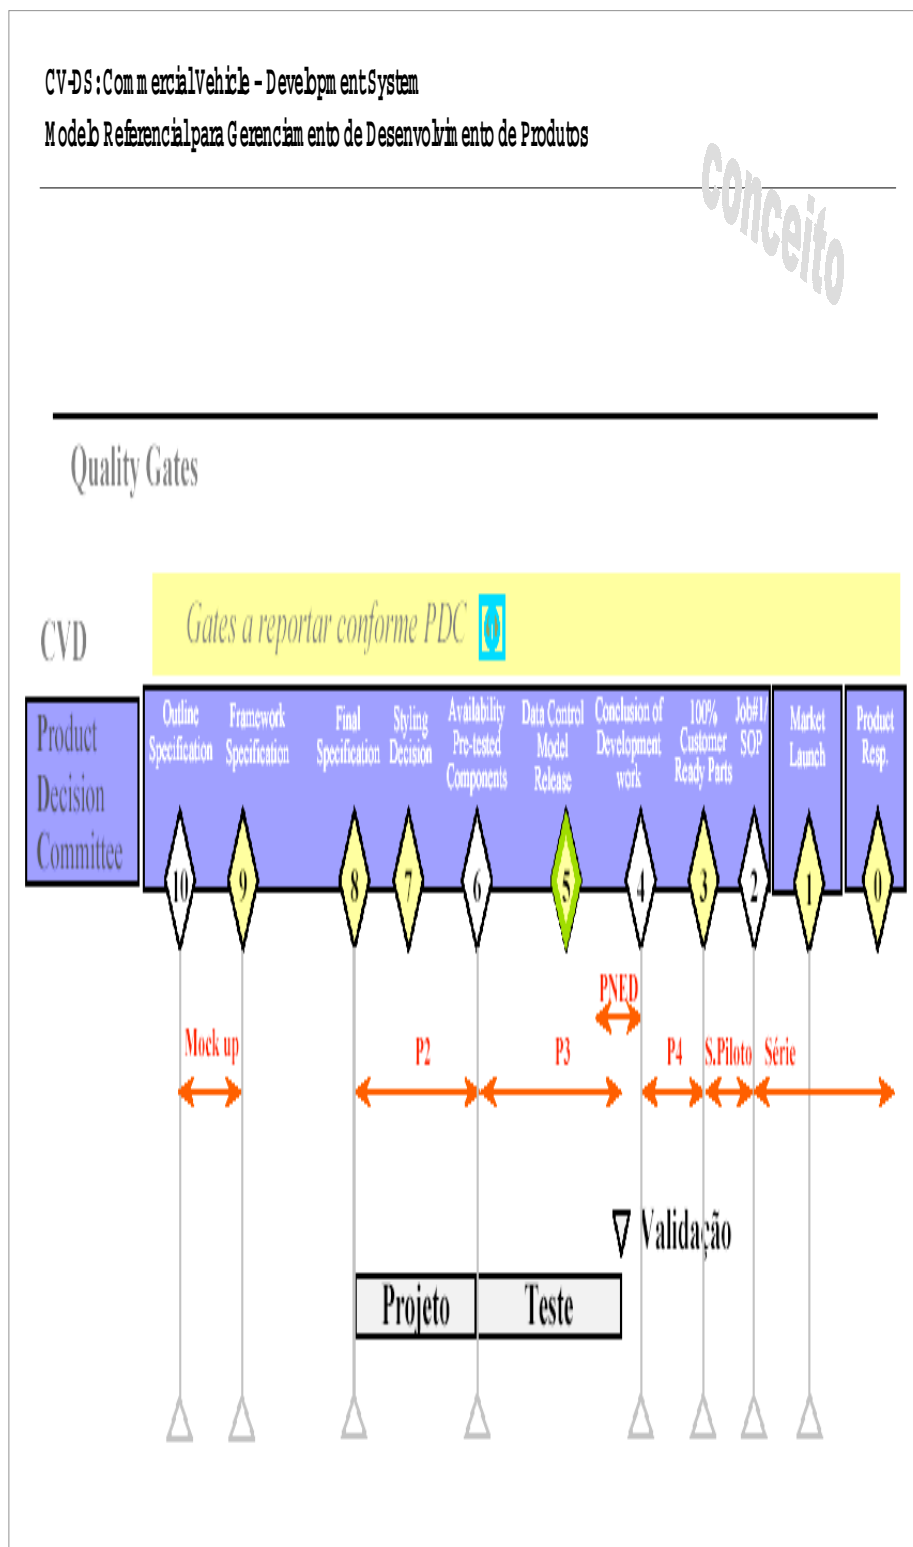 CV-DS: Commercial Vehicle – Development System
Modelo Referencial para Gerenciamento de Desenvolvimento de Produtos
conceito
Quality Gates
CVD
Gates a reportar conforme PDC
Product
Decision
Committee
Outline
Specification
Framework
Specification
Final
Specification
Styling
Decision
Availability
Pre-tested
Components
Data Control
Model
Release
Conclusion of
Development
work
100%
Customer
Ready Parts
Job#1/
SOP
Market
Launch
Product
Resp.
10
9
8
7
6
5
4
3
2
1
0
PNED
Mock up
P2
P3
P4
S.Piloto
Série
Validação
Projeto
Teste